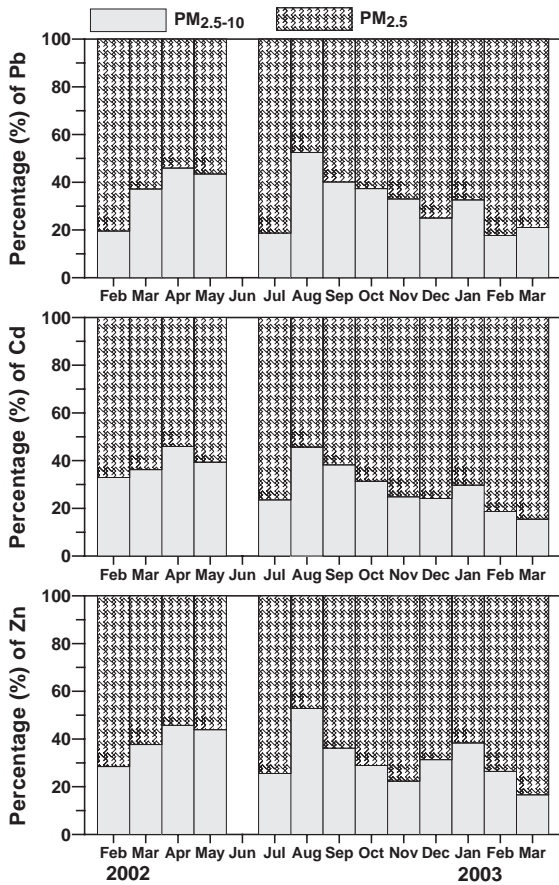 PM2.5-10 PM2.5
Percentage (%) of Pb
100
80
60
40
20
0
Feb Mar Apr May Jun Jul Aug Sep Oct Nov Dec Jan Feb Mar
Percentage (%) of Cd
100
80
60
40
20
0
Feb Mar Apr May Jun Jul Aug Sep Oct Nov Dec Jan Feb Mar
Percentage (%) of Zn
100
80
60
40
20
0
Feb Mar Apr May Jun Jul Aug Sep Oct Nov Dec Jan Feb Mar
2002 2003